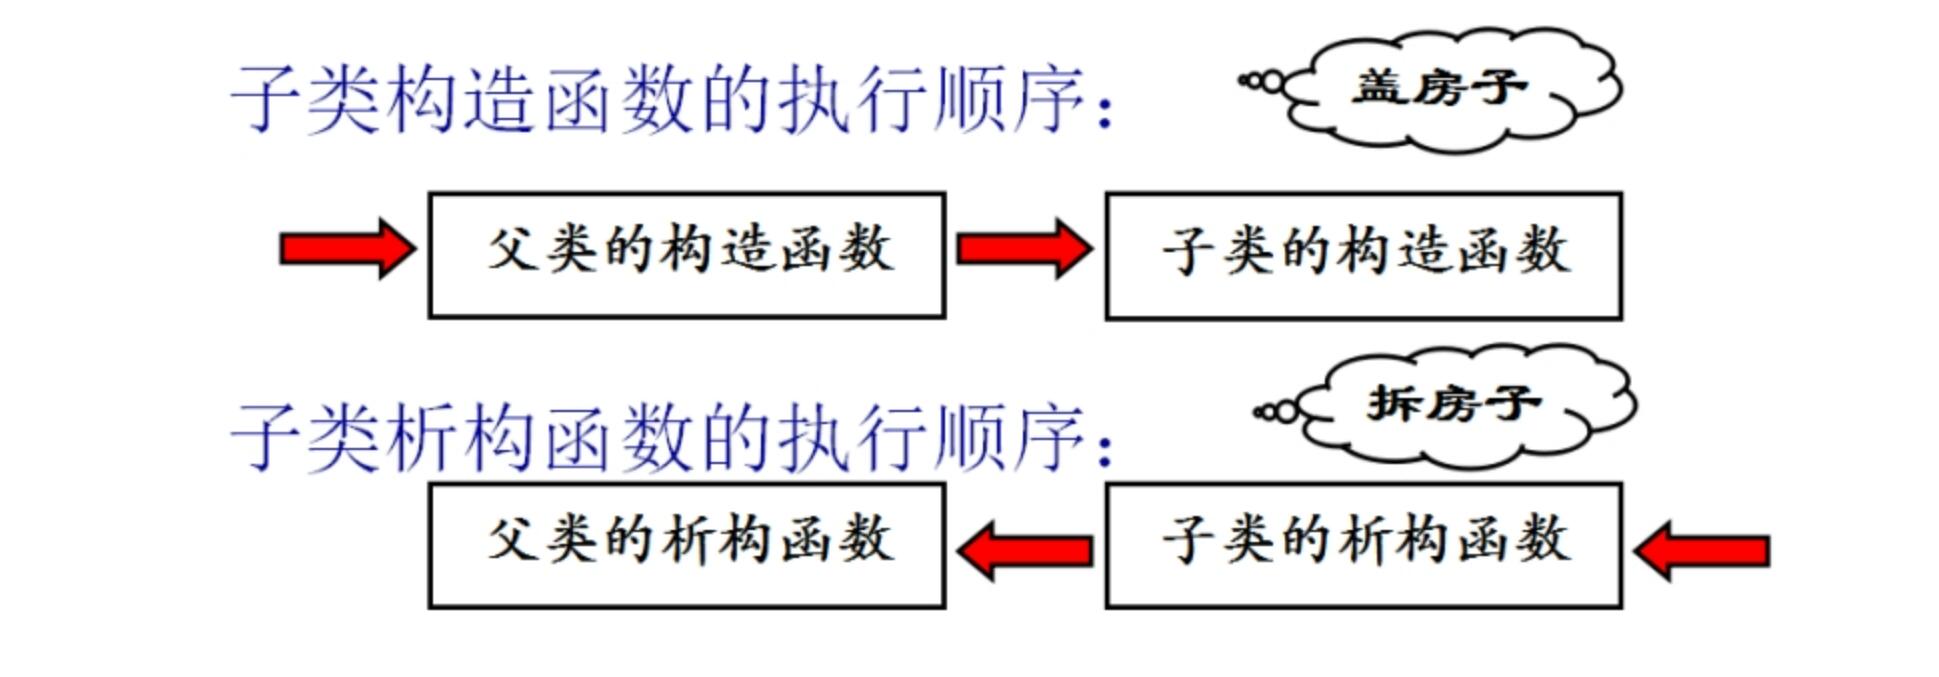 子类构造函数的执行顺序：
盖房子
父类的构造函数
子类的构造函数
子类析构函数的执行顺序：
拆房子
父类的析构函数
子类的析构函数